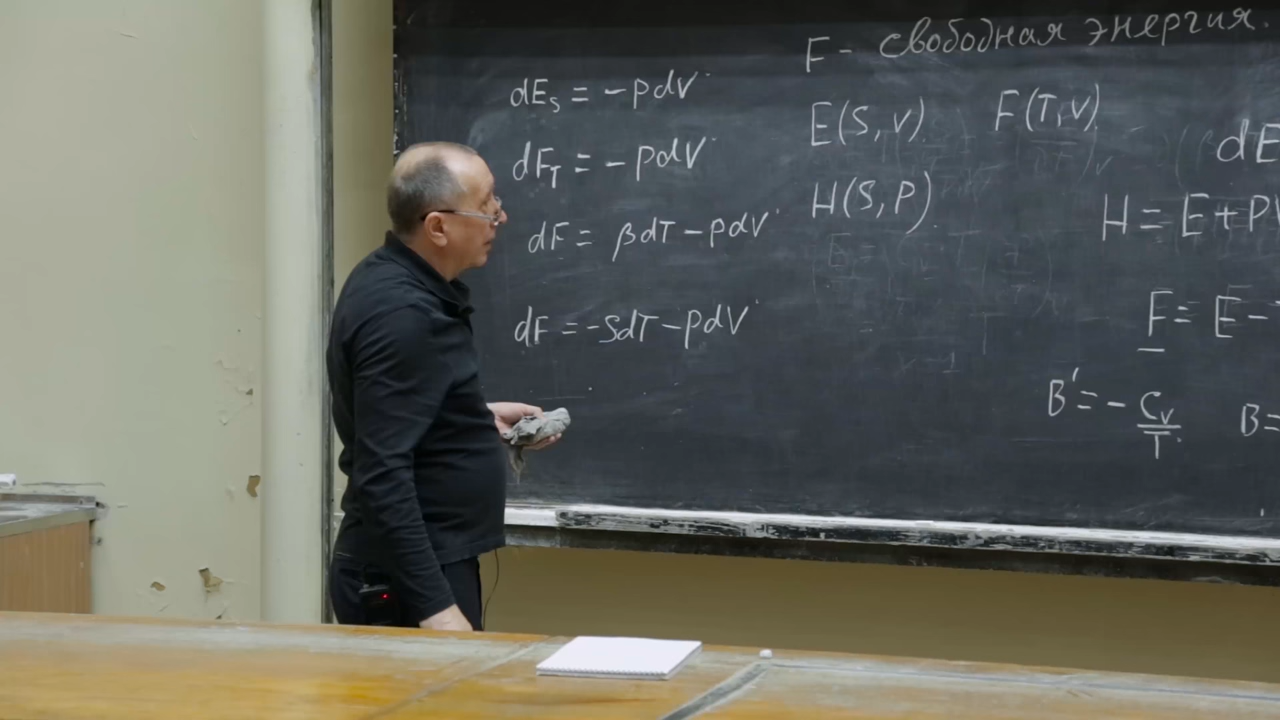 F - свободная энергия.
dE_S = -pdV
E(S,V)
F(T,V)
dE
dF_T = -pdV
H(S,P)
H = E+PV
dF = βdT - pdV
F = E -
dF = -SdT - pdV
B' = - C_V/T
B =